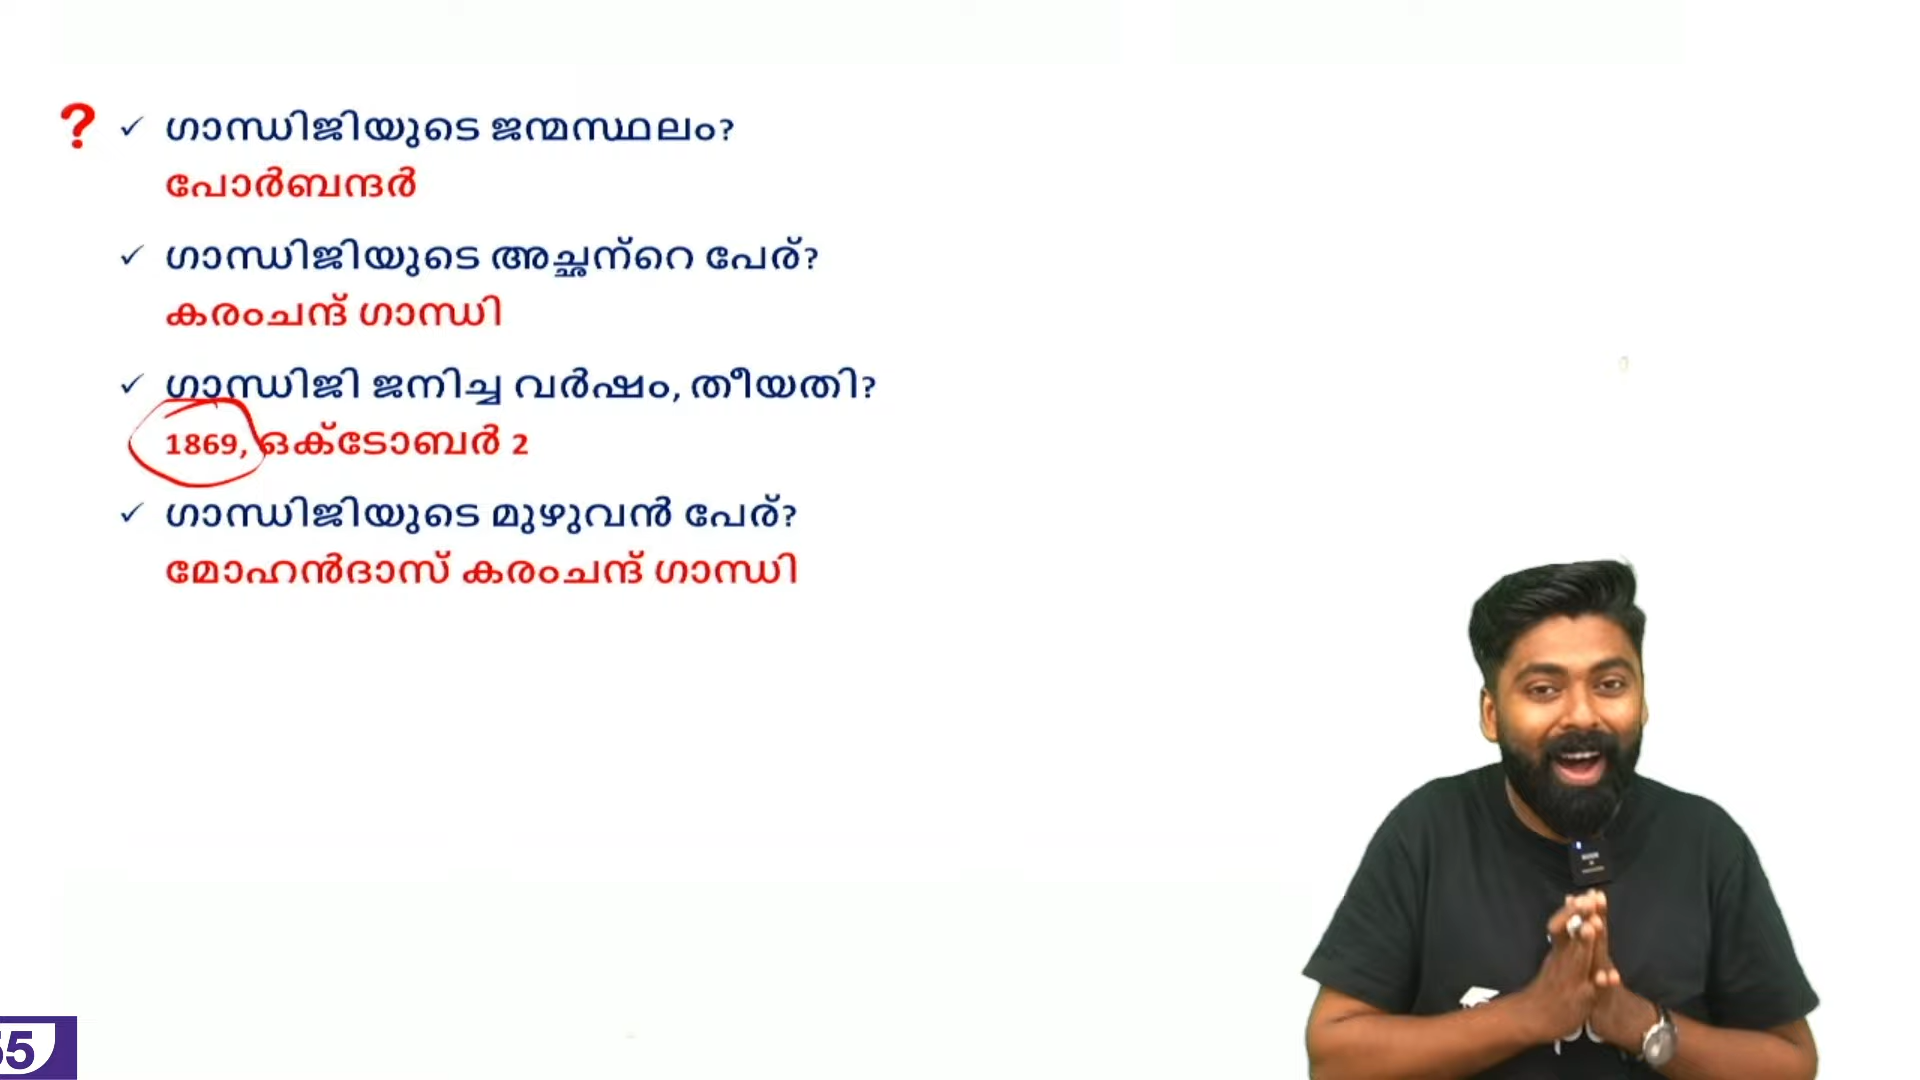 ?
ഗാന്ധിജിയുടെ ജന്മസ്ഥലം?
പോർബന്ദർ
ഗാന്ധിജിയുടെ അച്ഛന്റെ പേര്?
കരംചന്ദ് ഗാന്ധി
ഗാന്ധിജി ജനിച്ച വർഷം, തീയതി?
1869, ഒക്ടോബർ 2
ഗാന്ധിജിയുടെ മുഴുവൻ പേര്?
മോഹൻദാസ് കരംചന്ദ് ഗാന്ധി